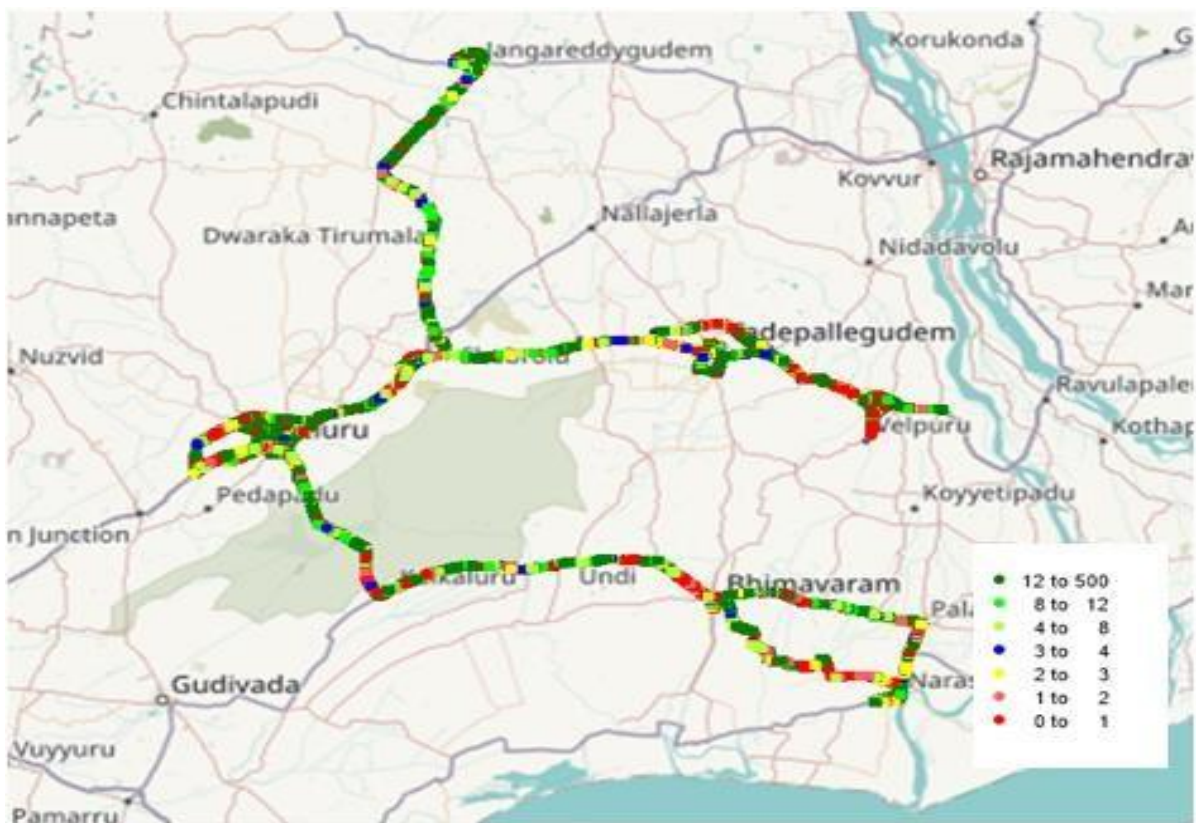 Jangareddygudem
Korukonda
G
Chintalapudi
Rajamahendra
Kovvur
annapeta
Nallajerla
Dwaraka Tirumala
Nidadavolu
Mar
adepallegudem
Nuzvid
Ravulapale
uru
Velpuru
Kothap
Pedapadu
Koyyetipadu
n Junction
Kaluru
Undi
Bhimavaram
12 to 500
8 to 12
Pala
4 to 8
3 to 4
Gudivada
Naras
2 to 3
1 to 2
0 to 1
Vuyyuru
Pamarru